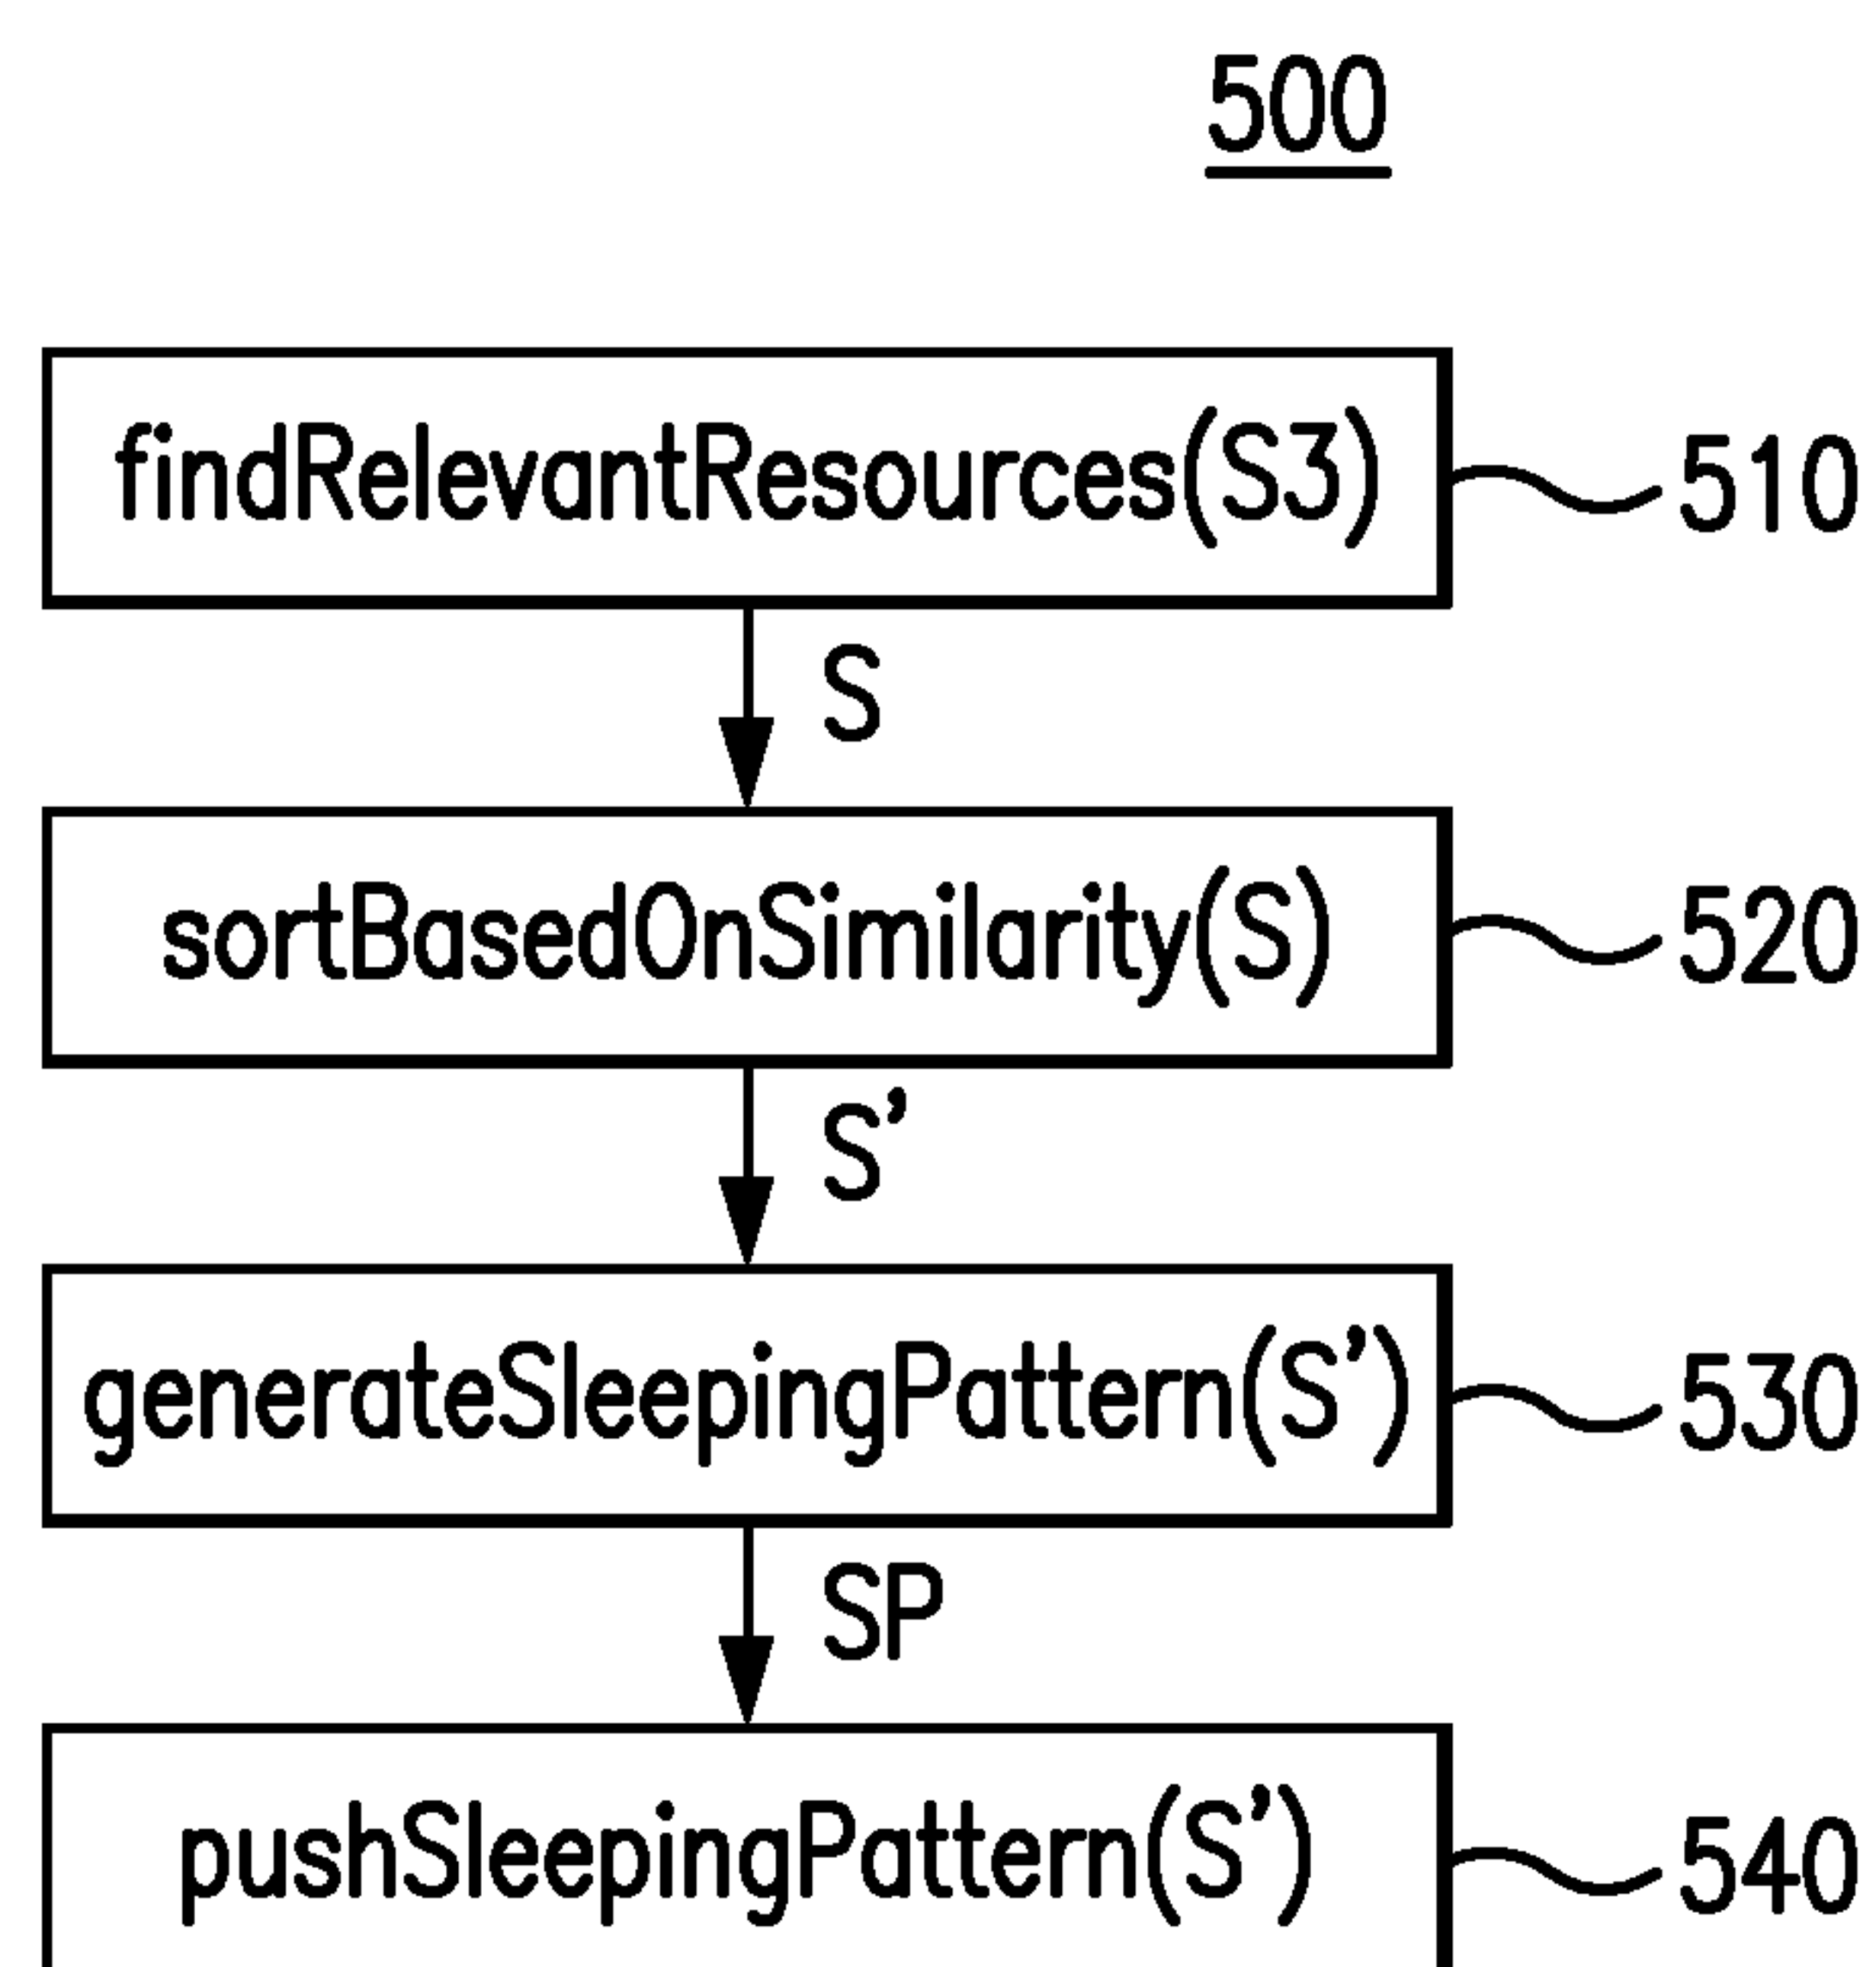 500
findRelevantResources(S3) 510
S
sortBasedOnSimilarity(S) 520
S’
generateSleepingPattern(S’) 530
SP
pushSleepingPattern(S’) 540